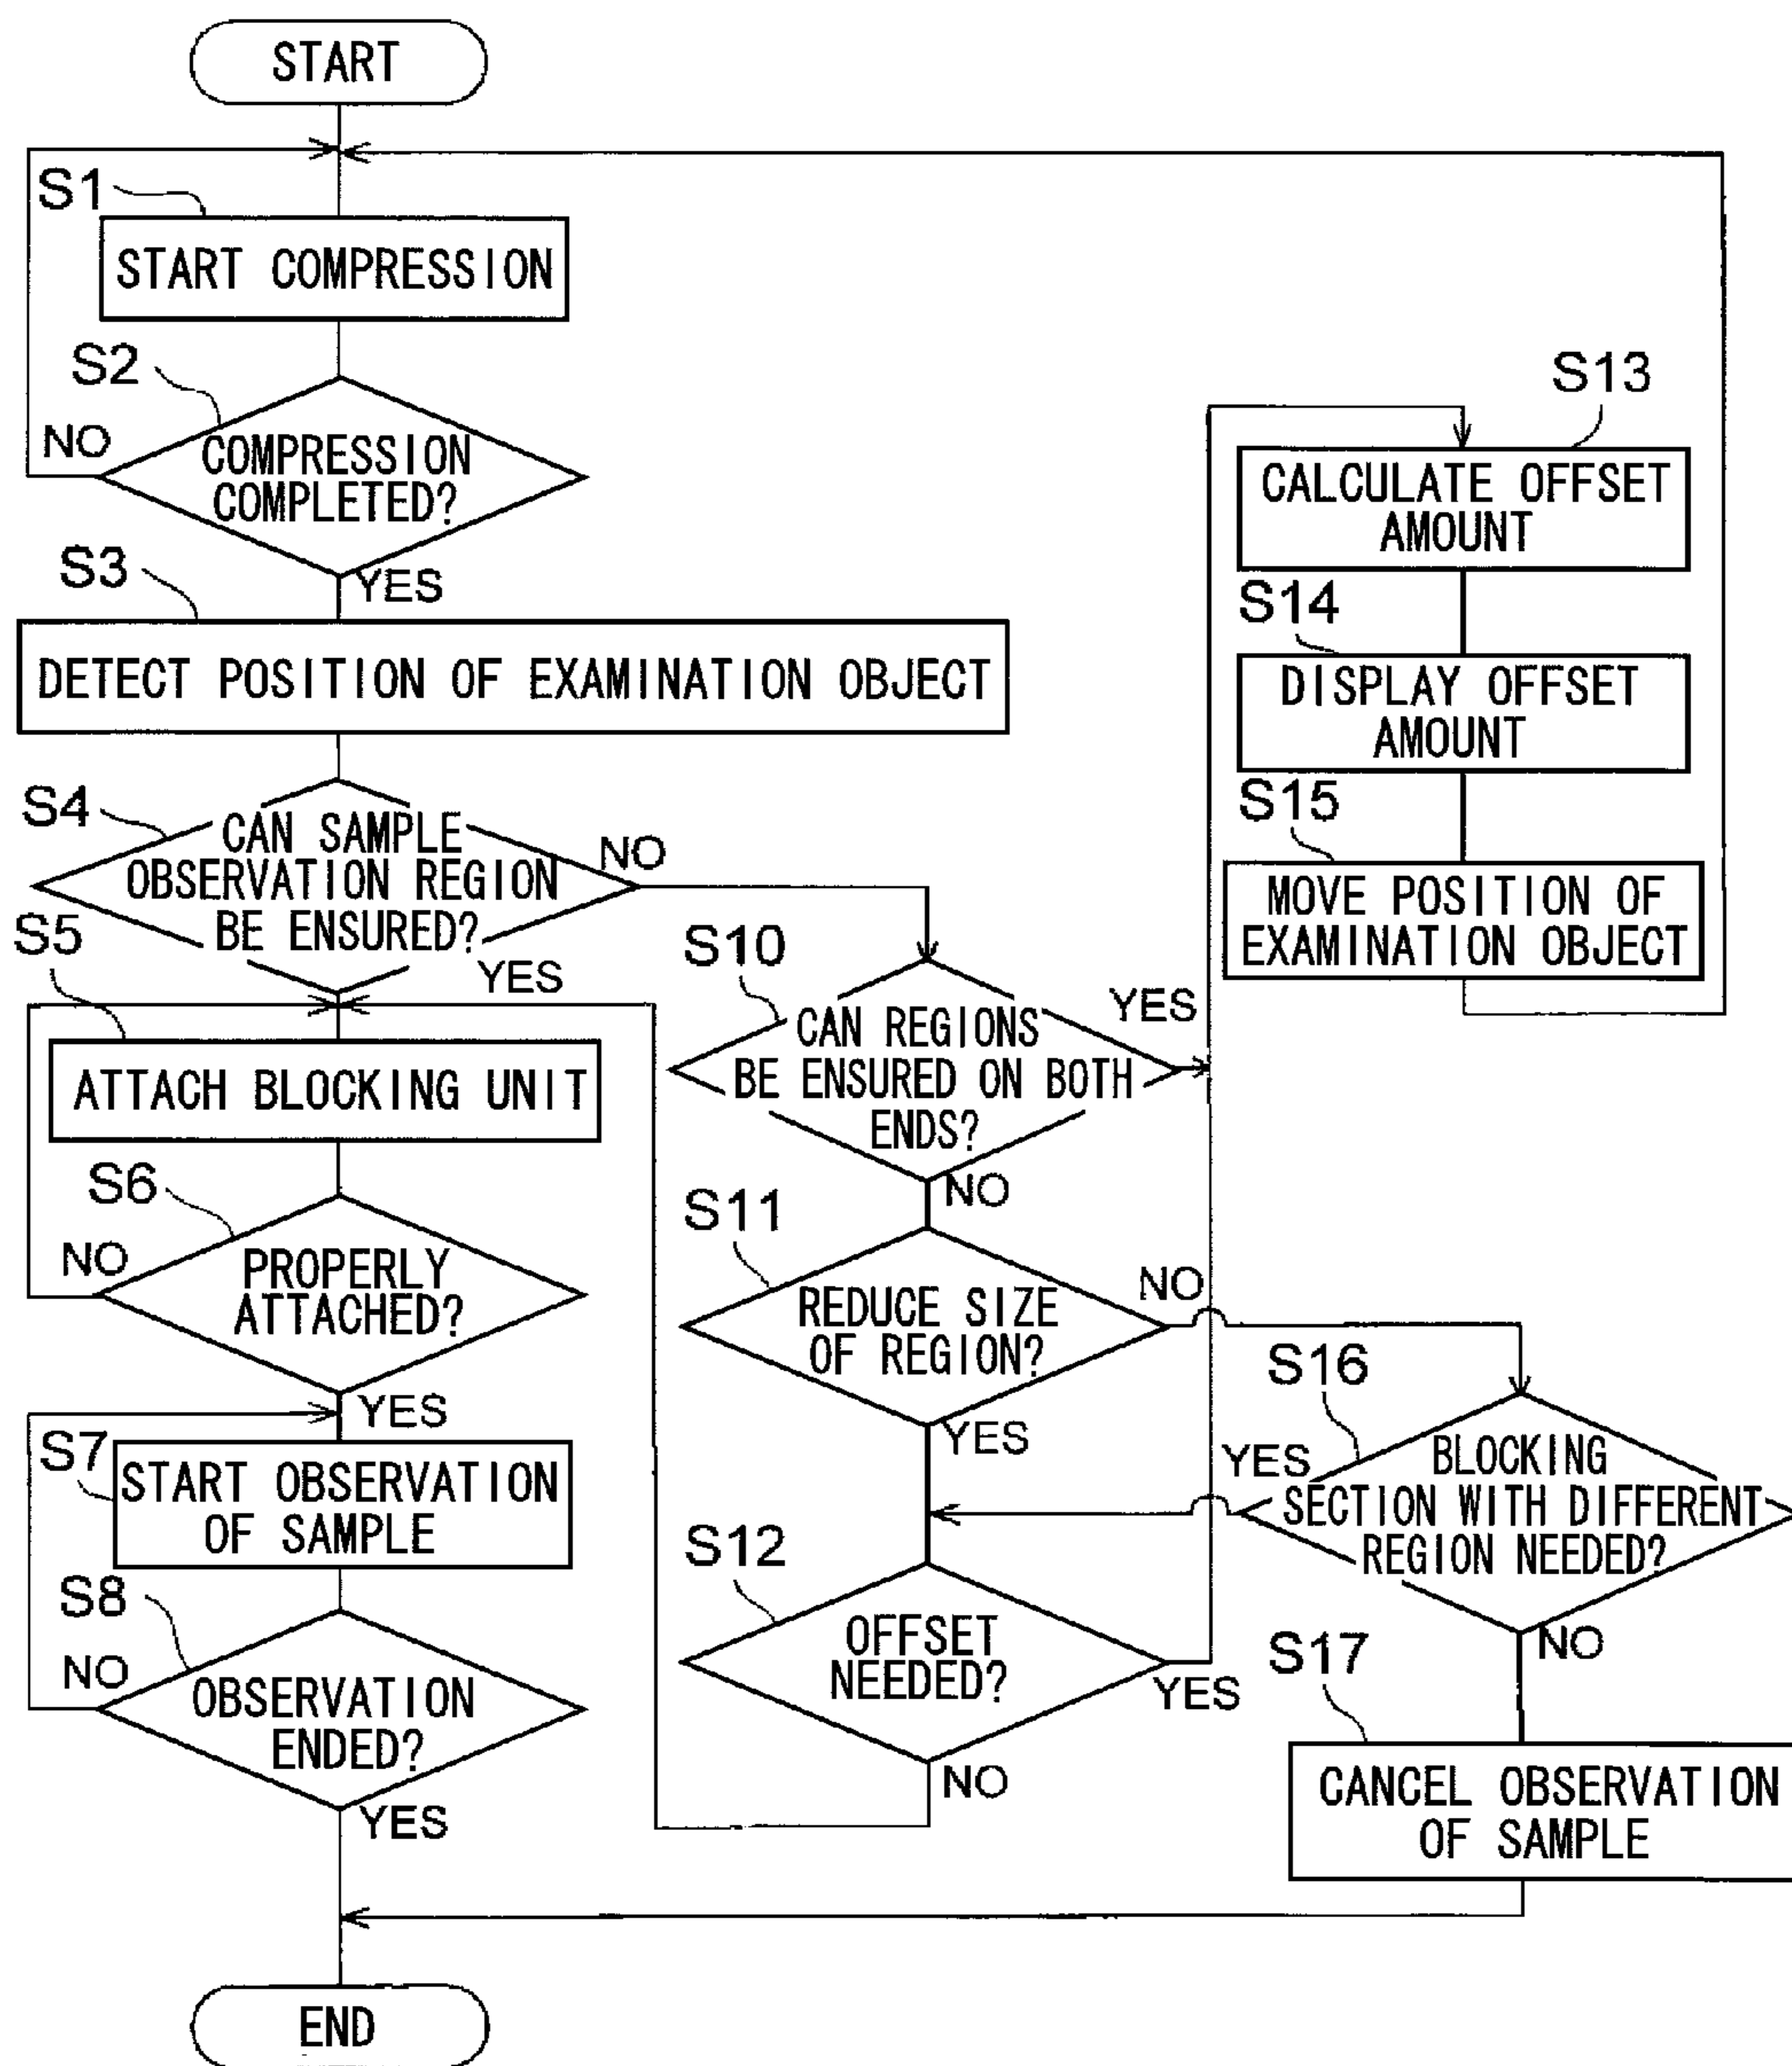 START
S1
START COMPRESSION
S2
NO
COMPRESSION
COMPLETED?
YES
S3
DETECT POSITION OF EXAMINATION OBJECT
S4
CAN SAMPLE
OBSERVATION REGION
BE ENSURED?
NO
YES
S5
ATTACH BLOCKING UNIT
S6
NO
PROPERLY
ATTACHED?
YES
S7
START OBSERVATION
OF SAMPLE
S8
NO
OBSERVATION
ENDED?
YES
END
S10
CAN REGIONS
BE ENSURED ON BOTH
ENDS?
YES
NO
S11
REDUCE SIZE
OF REGION?
NO
YES
S12
OFFSET
NEEDED?
YES
NO
S13
CALCULATE OFFSET
AMOUNT
S14
DISPLAY OFFSET
AMOUNT
S15
MOVE POSITION OF
EXAMINATION OBJECT
S16
YES
BLOCKING
SECTION WITH DIFFERENT
REGION NEEDED?
NO
S17
CANCEL OBSERVATION
OF SAMPLE